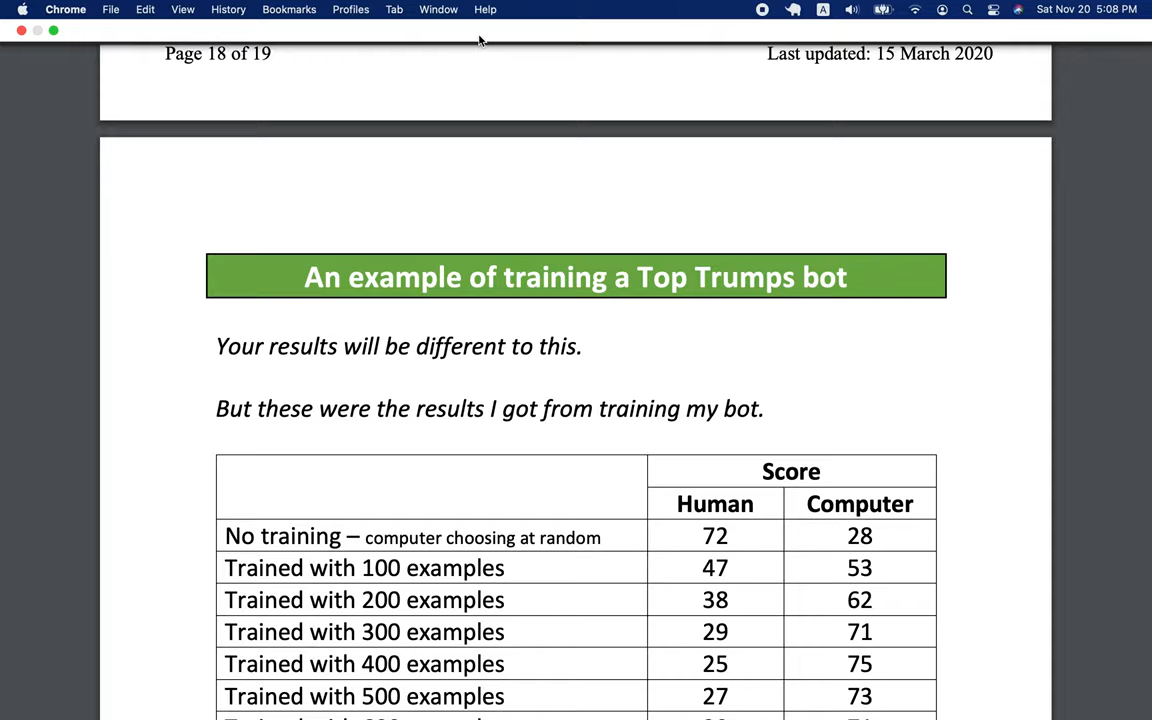 Chrome File Edit View History Bookmarks Profiles Tab Window Help A Sat Nov 20 5:08 PM
Page 18 of 19 Last updated: 15 March 2020
An example of training a Top Trumps bot
Your results will be different to this.
But these were the results I got from training my bot.
Score
Human Computer
No training – computer choosing at random 72 28
Trained with 100 examples 47 53
Trained with 200 examples 38 62
Trained with 300 examples 29 71
Trained with 400 examples 25 75
Trained with 500 examples 27 73